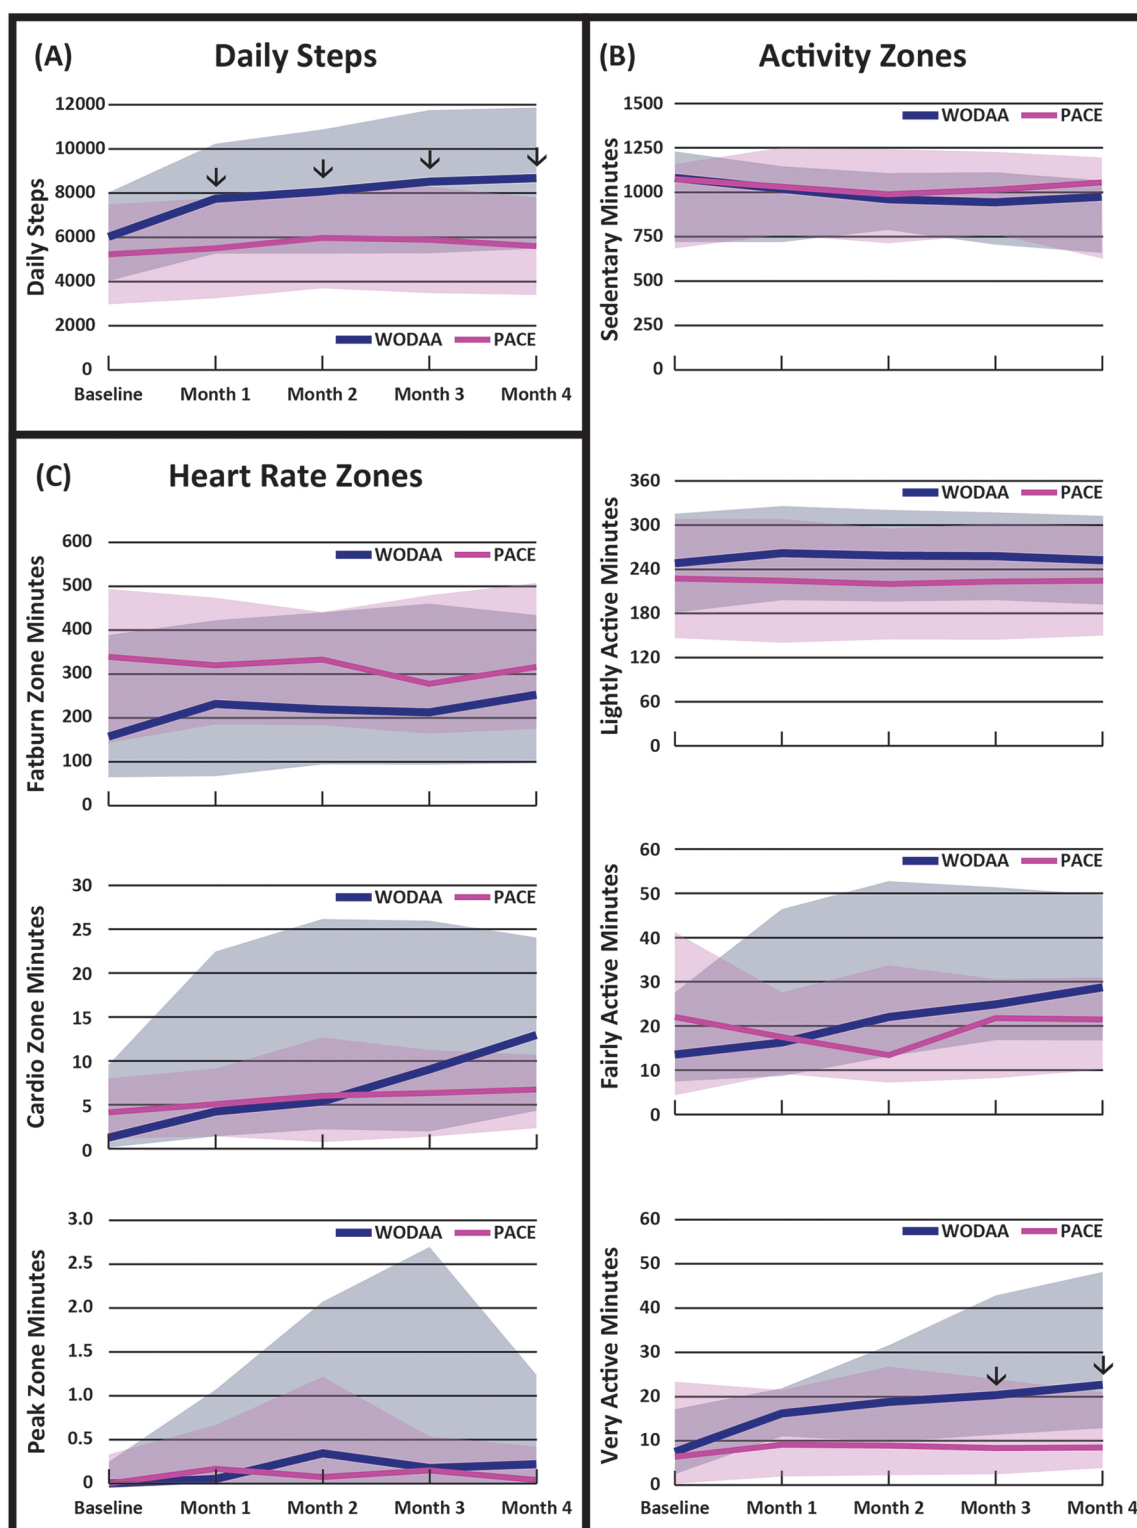 (A) Daily Steps
12000
10000
8000
6000
4000
2000
0
Daily Steps
WODAA PACE
Baseline Month 1 Month 2 Month 3 Month 4
(B) Activity Zones
1500
1250
1000
750
500
250
0
Sedentary Minutes
WODAA PACE
360
300
240
180
120
60
0
Lightly Active Minutes
WODAA PACE
60
50
40
30
20
10
0
Fairly Active Minutes
WODAA PACE
60
50
40
30
20
10
0
Very Active Minutes
WODAA PACE
Baseline Month 1 Month 2 Month 3 Month 4
(C) Heart Rate Zones
600
500
400
300
200
100
0
Fatburn Zone Minutes
WODAA PACE
30
25
20
15
10
5
0
Cardio Zone Minutes
WODAA PACE
3.0
2.5
2.0
1.5
1.0
0.5
0
Peak Zone Minutes
WODAA PACE
Baseline Month 1 Month 2 Month 3 Month 4